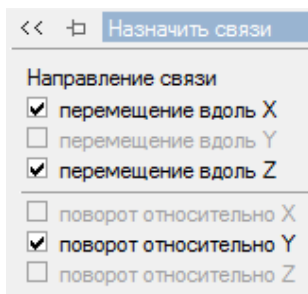 << Назначить связи
Направление связи
перемещение вдоль X
перемещение вдоль Y
перемещение вдоль Z
поворот относительно X
поворот относительно Y
поворот относительно Z